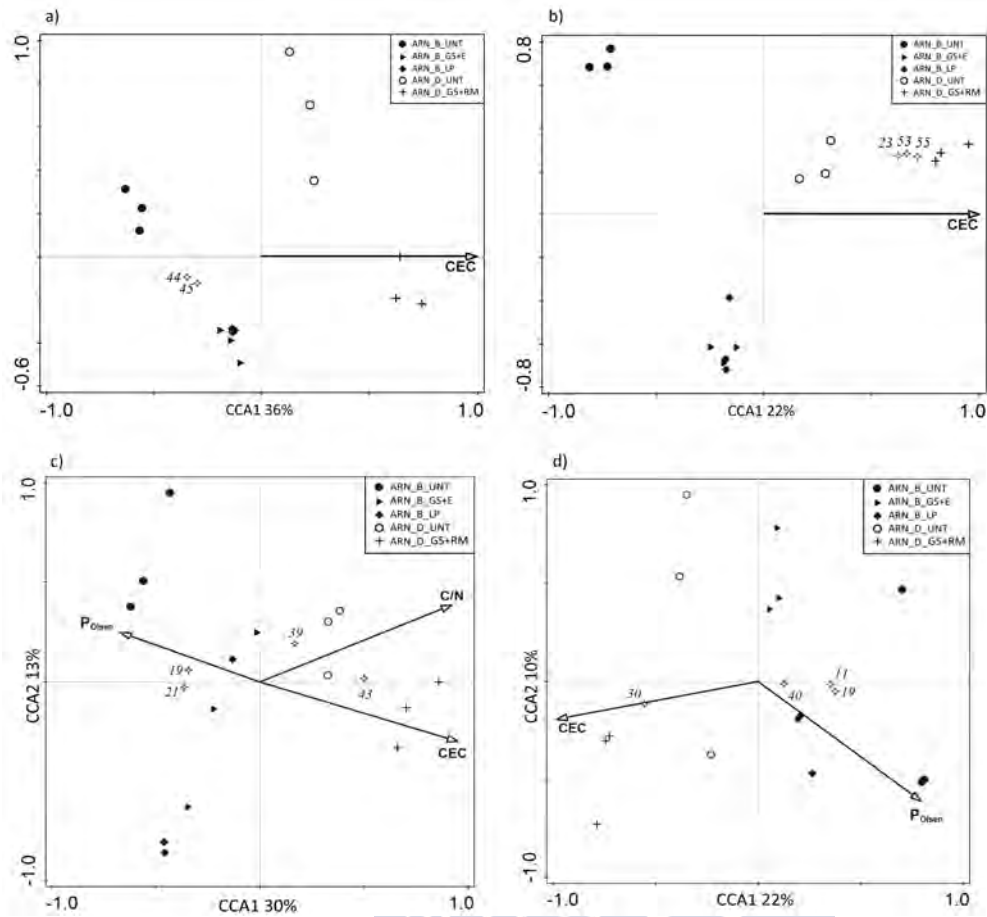 a)
1.0
ARN_B_UNT
ARN_B_GS+E
ARN_B_LP
ARN_D_UNT
ARN_D_GS+RM
44
45
CEC
-0.6
-1.0
CCA1 36%
1.0
b)
0.8
ARN_B_UNT
ARN_B_GS+E
ARN_B_LP
ARN_D_UNT
ARN_D_GS+RM
23 53 55
CEC
-0.8
-1.0
CCA1 22%
1.0
c)
1.0
ARN_B_UNT
ARN_B_GS+E
ARN_B_LP
ARN_D_UNT
ARN_D_GS+RM
C/N
P Olsen
39
19
21
43
CEC
CCA2 13%
-1.0
-1.0
CCA1 30%
1.0
d)
1.0
ARN_B_UNT
ARN_B_GS+E
ARN_B_LP
ARN_D_UNT
ARN_D_GS+RM
11
30
40
19
CEC
P Olsen
CCA2 10%
-1.0
-1.0
CCA1 22%
1.0